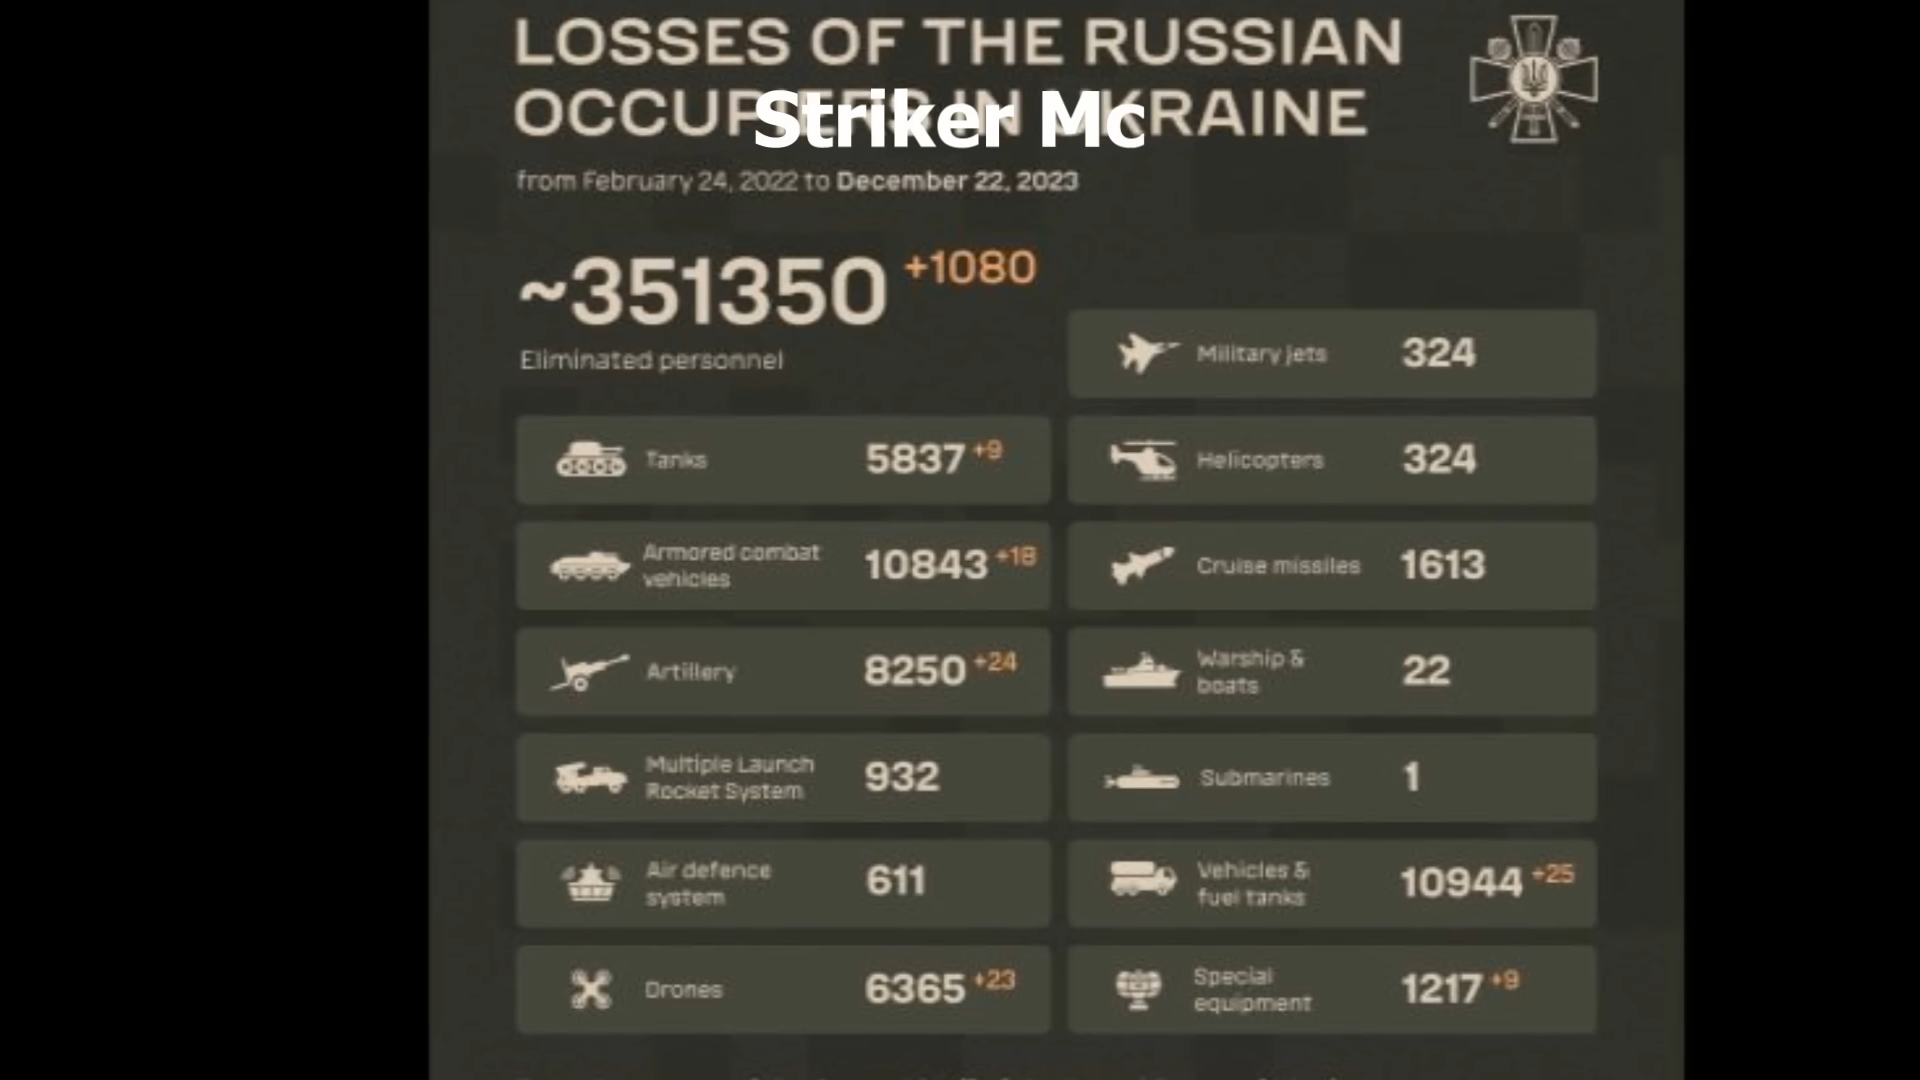 LOSSES OF THE RUSSIAN
OCCUPIERS IN UKRAINE
Striker Mc
from February 24, 2022 to December 22, 2023
~351350 +1080
Eliminated personnel
Military jets 324
Tanks 5837 +9
Helicopters 324
Armored combat
vehicles
10843 +18
Cruise missiles 1613
Artillery 8250 +24
Warship &
boats
22
Multiple Launch
Rocket System
932
Submarines 1
Air defence
system
611
Vehicles &
fuel tanks
10944 +25
Drones 6365 +23
Special
equipment
1217 +9